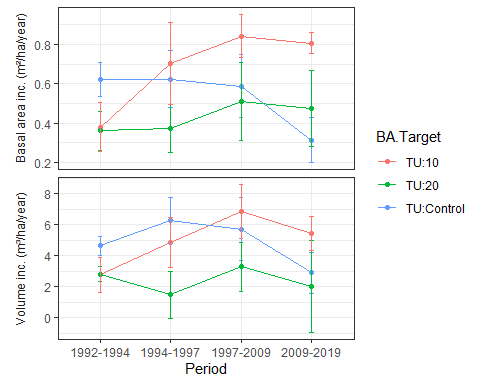 Basal area inc. (m²/ha/year)
0.8
0.6
0.4
0.2
Volume inc. (m³/ha/year)
8
6
4
2
0
1992-1994 1994-1997 1997-2009 2009-2019
Period
BA.Target
TU:10
TU:20
TU:Control